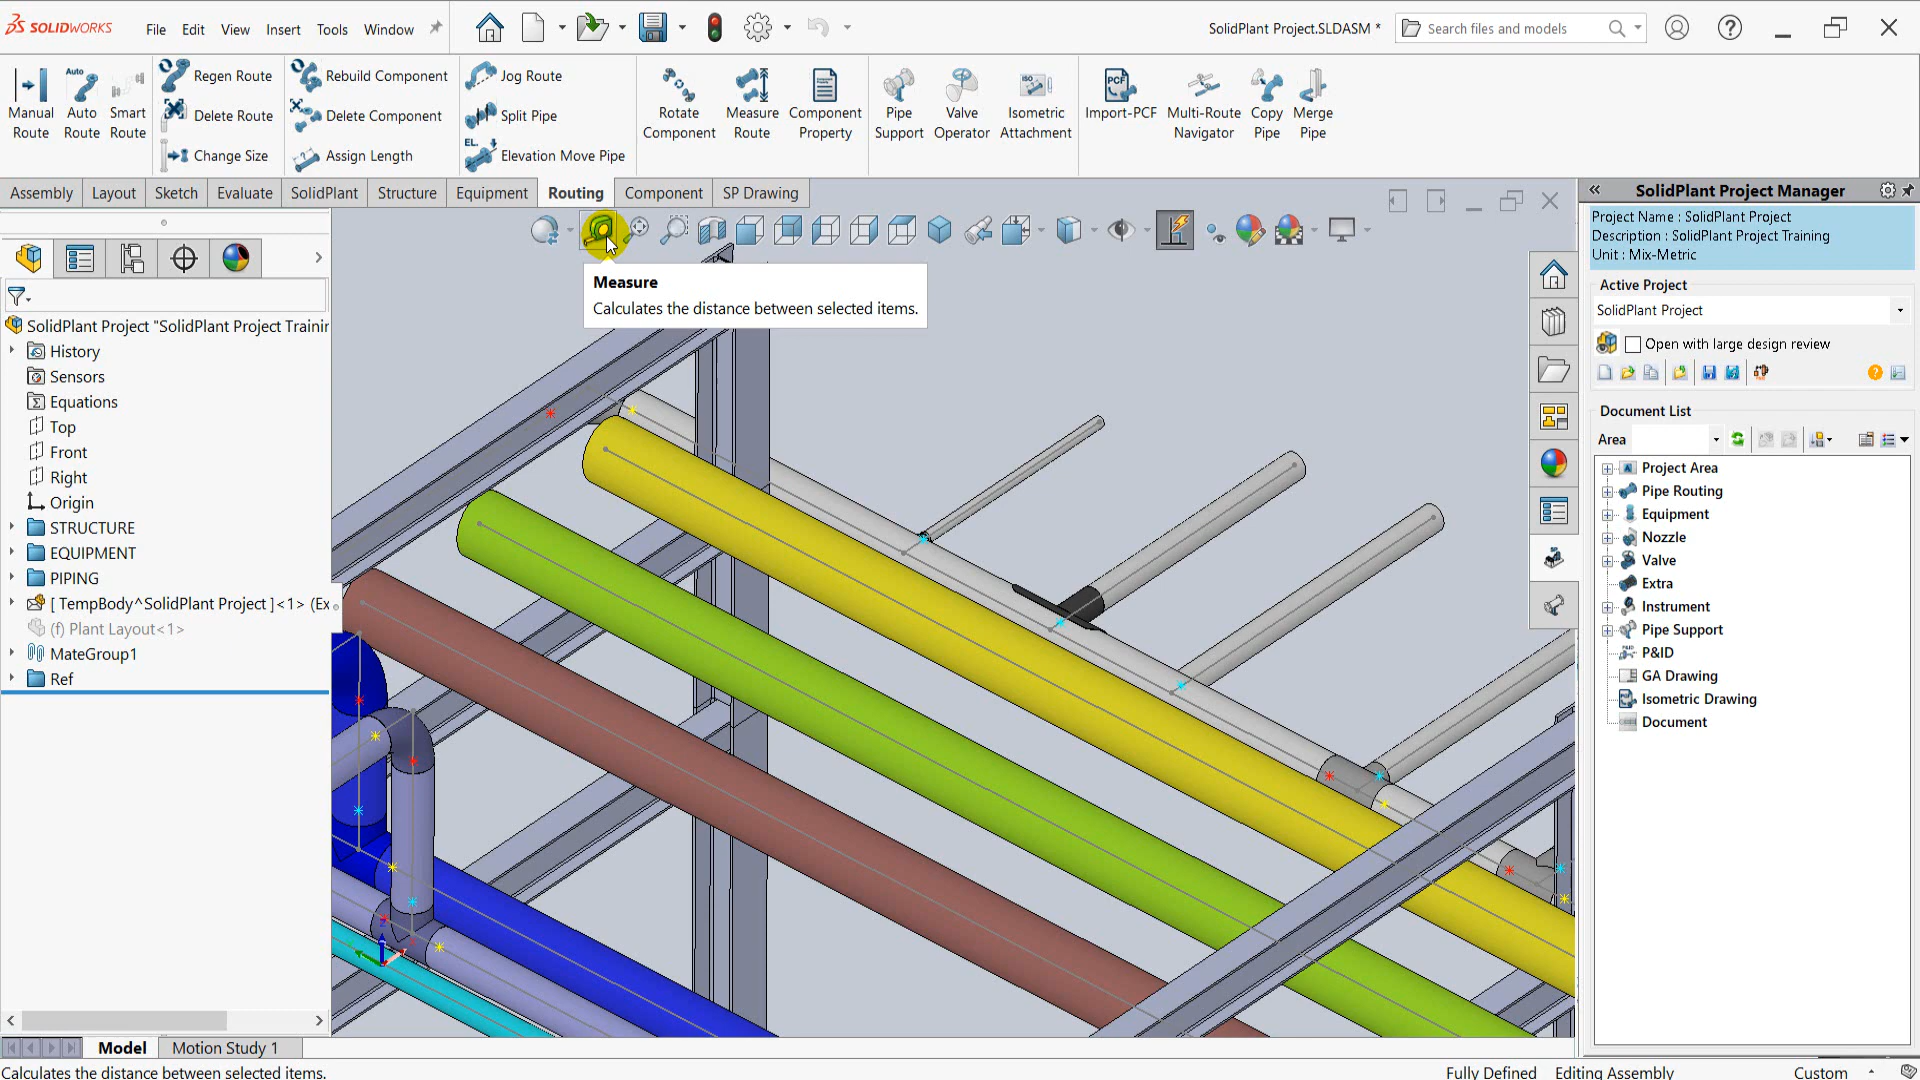 SOLIDWORKS
File Edit View Insert Tools Window
SolidPlant Project.SLDASM *
Search files and models
Manual Route
Auto Route
Smart Route
Regen Route
Delete Route
Change Size
Rebuild Component
Delete Component
Assign Length
Jog Route
Split Pipe
Elevation Move Pipe
Rotate Component
Measure Route
Component Property
Pipe Support
Valve Operator
Isometric Attachment
Import-PCF
Multi-Route Navigator
Copy Pipe
Merge Pipe
Assembly Layout Sketch Evaluate SolidPlant Structure Equipment Routing Component SP Drawing
Measure
Calculates the distance between selected items.
SolidPlant Project "SolidPlant Project Trainir
History
Sensors
Equations
Top
Front
Right
Origin
STRUCTURE
EQUIPMENT
PIPING
[ TempBody^SolidPlant Project ]<1> (Ex
(f) Plant Layout<1>
MateGroup1
Ref
SolidPlant Project Manager
Project Name : SolidPlant Project
Description : SolidPlant Project Training
Unit : Mix-Metric
Active Project
SolidPlant Project
Open with large design review
Document List
Area
Project Area
Pipe Routing
Equipment
Nozzle
Valve
Extra
Instrument
Pipe Support
P&ID
GA Drawing
Isometric Drawing
Document
Model Motion Study 1
Calculates the distance between selected items.
Fully Defined Editing Assembly Custom